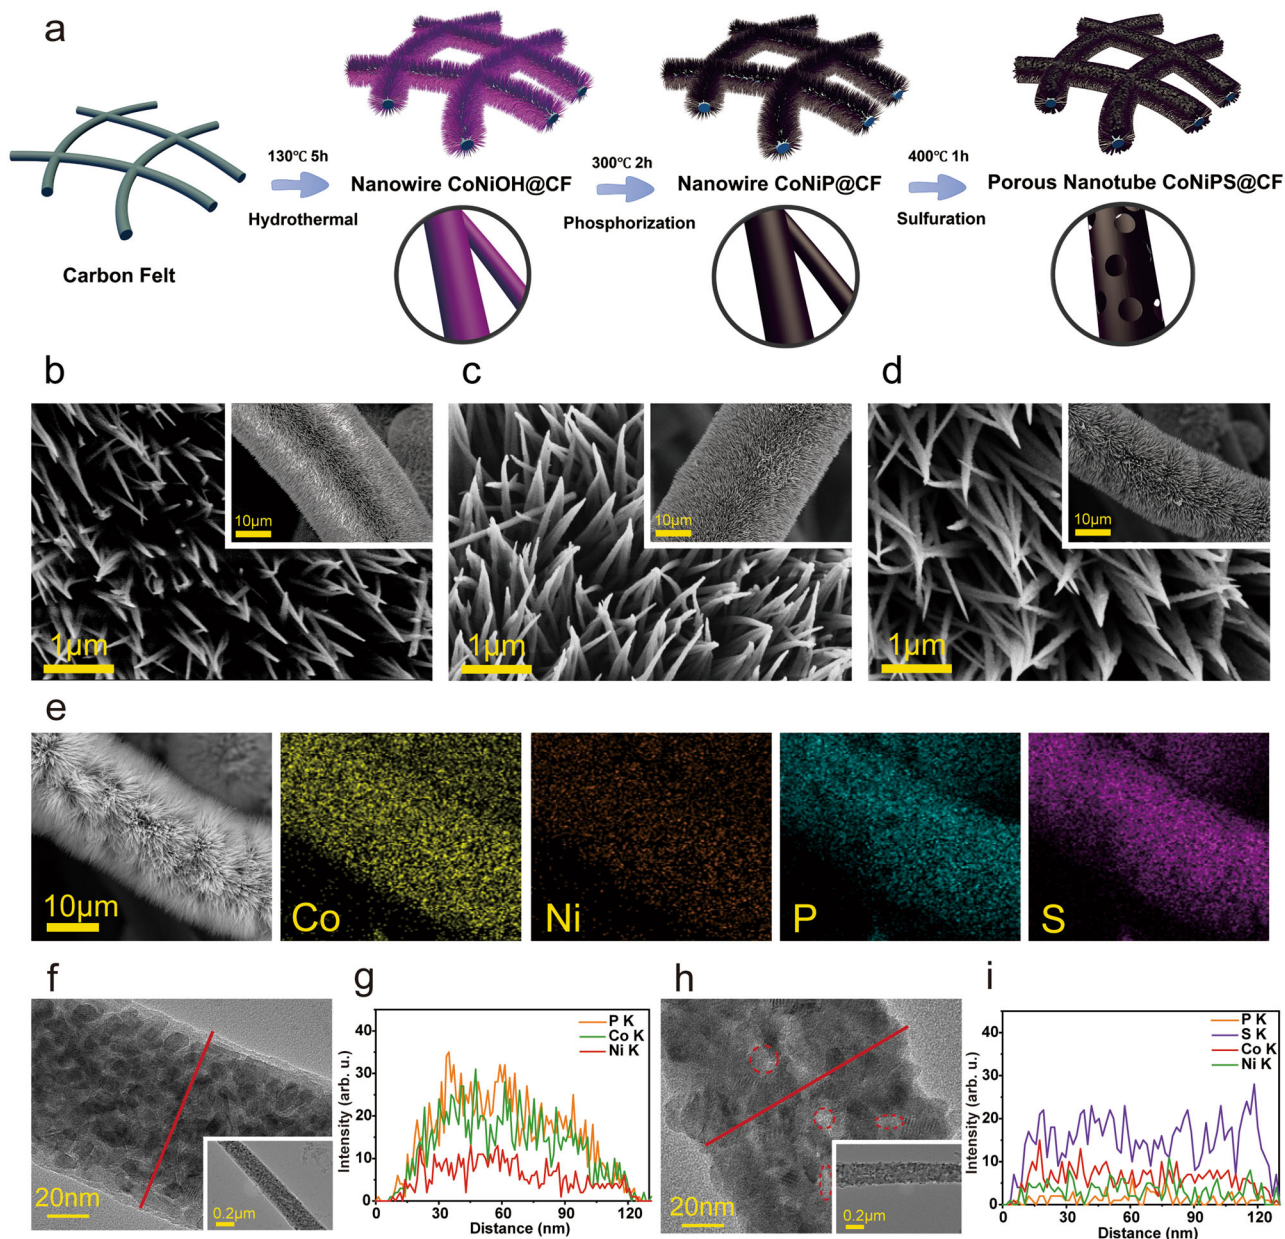 a
130℃ 5h
Hydrothermal
300℃ 2h
Phosphorization
400℃ 1h
Sulfuration
Carbon Felt
Nanowire CoNiOH@CF
Nanowire CoNiP@CF
Porous Nanotube CoNiPS@CF
b
10μm
1μm
c
10μm
1μm
d
10μm
1μm
e
10μm
Co
Ni
P
S
f
20nm
0.2μm
g
P K
Co K
Ni K
Intensity (arb. u.)
40
30
20
10
0
0 30 60 90 120
Distance (nm)
h
20nm
0.2μm
i
P K
S K
Co K
Ni K
Intensity (arb. u.)
40
30
20
10
0
0 30 60 90 120
Distance (nm)